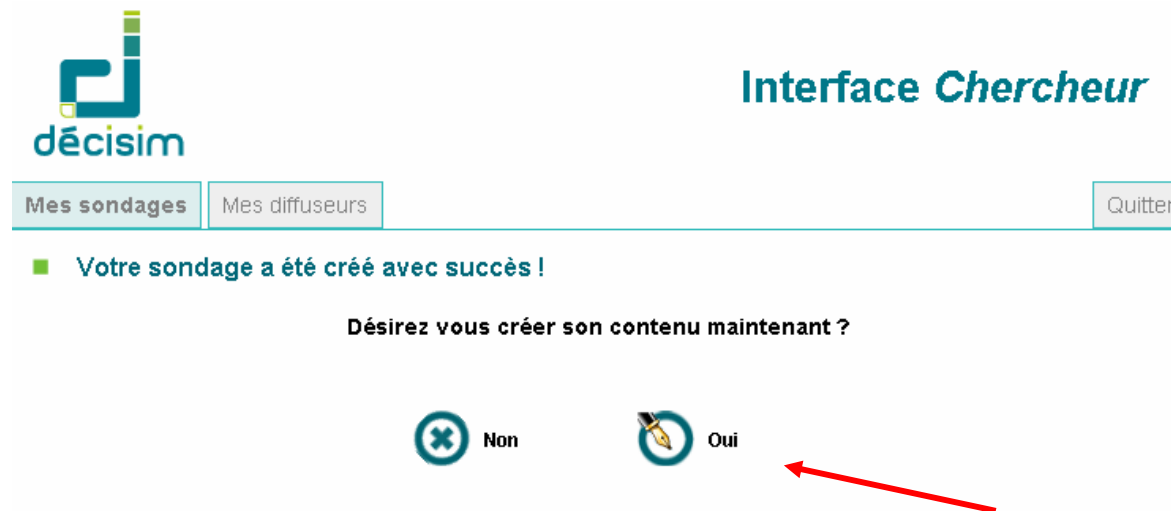 décisim
Interface Chercheur
Mes sondages Mes diffuseurs Quitter
Votre sondage a été créé avec succès !
Désirez vous créer son contenu maintenant ?
Non Oui